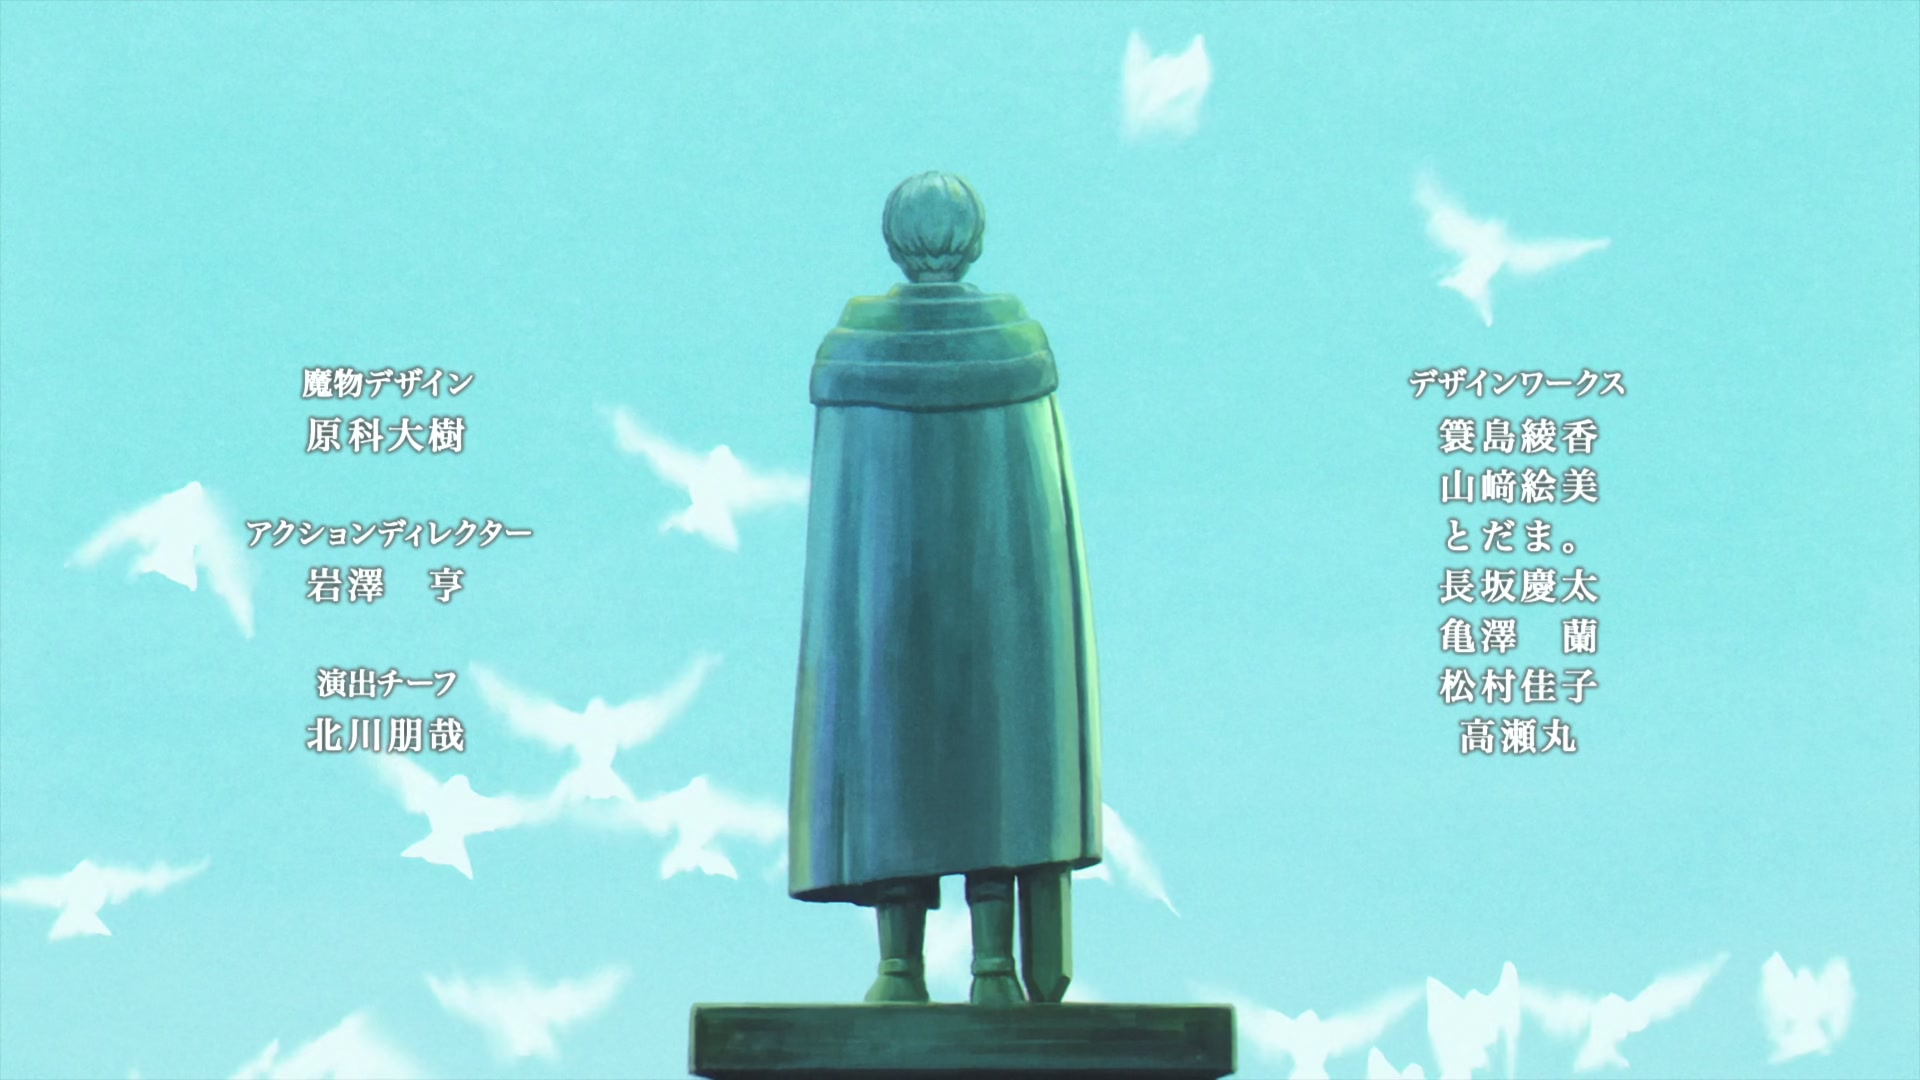 魔物デザイン
原科大樹
アクションディレクター
岩澤　亨
演出チーフ
北川朋哉
デザインワークス
簑島綾香
山﨑絵美
とだま。
長坂慶太
亀澤　蘭
松村佳子
高瀬丸